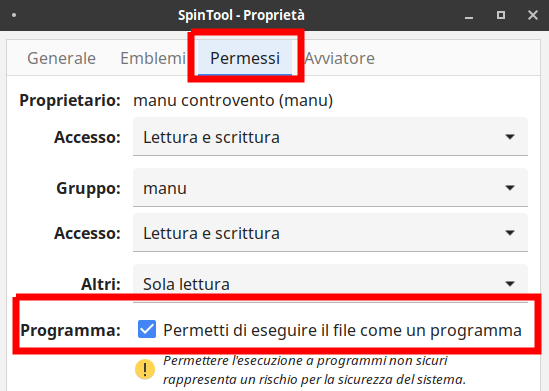 SpinTool - Proprietà
Generale Emblemi Permessi Avviatore
Proprietario: manu controvento (manu)
Accesso: Lettura e scrittura
Gruppo: manu
Accesso: Lettura e scrittura
Altri: Sola lettura
Programma: Permetti di eseguire il file come un programma
Permettere l'esecuzione a programmi non sicuri
rappresenta un rischio per la sicurezza del sistema.